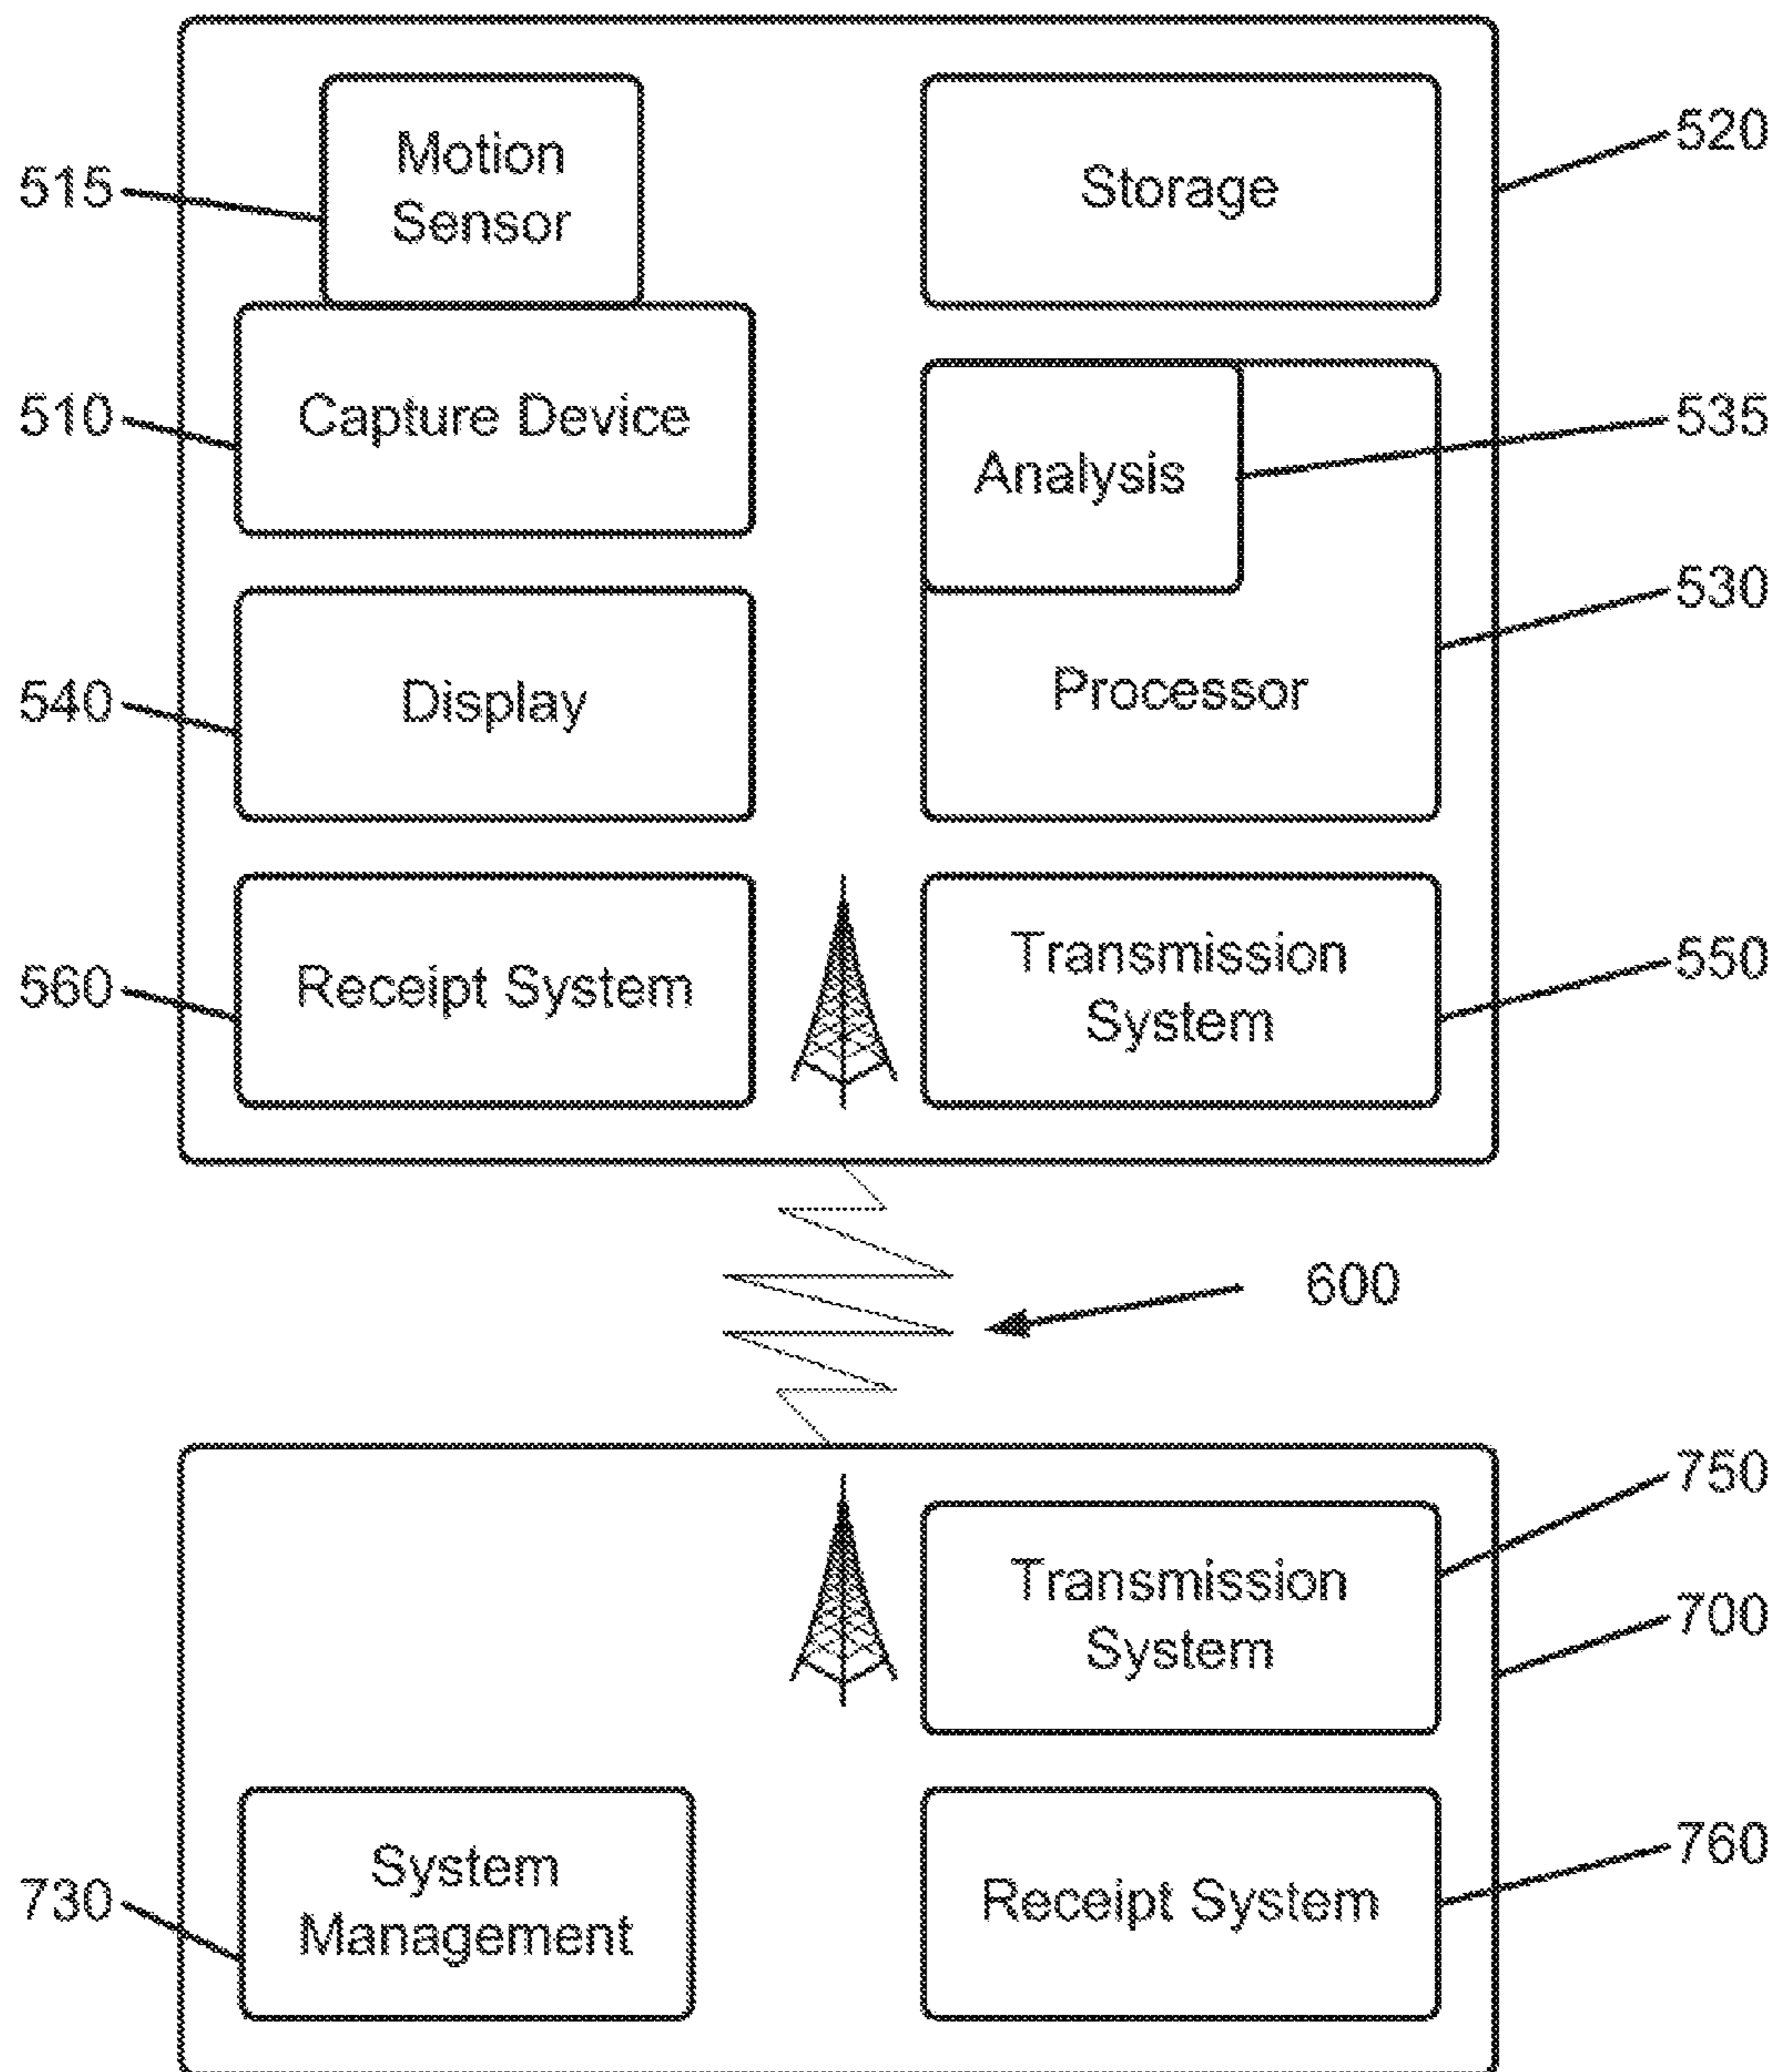 Motion
Sensor
515
Storage
520
510
Capture Device
Analysis
535
540
Display
Processor
530
560
Receipt System
Transmission
System
550
600
Transmission
System
750
700
730
System
Management
Receipt System
760